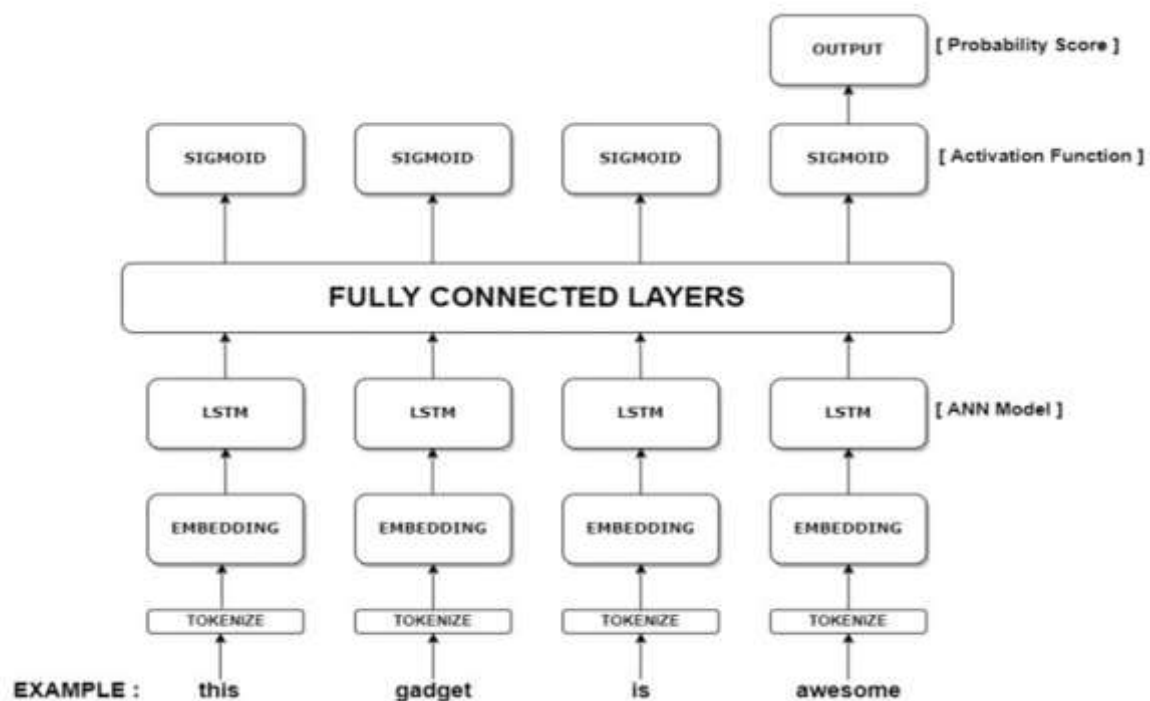 OUTPUT [ Probability Score ]
SIGMOID SIGMOID SIGMOID SIGMOID [ Activation Function ]
FULLY CONNECTED LAYERS
LSTM LSTM LSTM LSTM [ ANN Model ]
EMBEDDING EMBEDDING EMBEDDING EMBEDDING
TOKENIZE TOKENIZE TOKENIZE TOKENIZE
EXAMPLE : this gadget is awesome